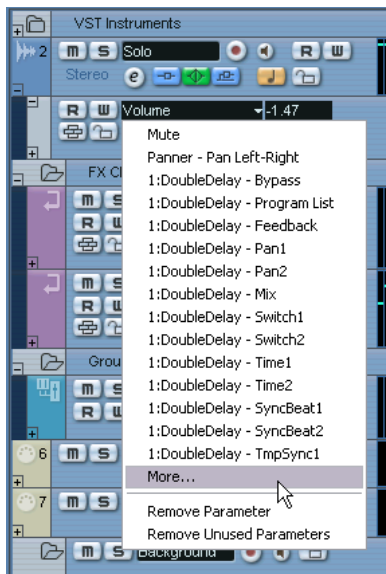 VST Instruments
2 M S Solo R W
Stereo e
R W Volume -1.47
Mute
Panner - Pan Left-Right
FX C
1:DoubleDelay - Bypass
M S
1:DoubleDelay - Program List
R
1:DoubleDelay - Feedback
1:DoubleDelay - Pan1
1:DoubleDelay - Pan2
M S
1:DoubleDelay - Mix
R
1:DoubleDelay - Switch1
1:DoubleDelay - Switch2
Grou
1:DoubleDelay - Time1
M S
1:DoubleDelay - Time2
R
1:DoubleDelay - SyncBeat1
1:DoubleDelay - SyncBeat2
6 M S
1:DoubleDelay - TmpSync1
More...
7 M S
Remove Parameter
Remove Unused Parameters
M S Background